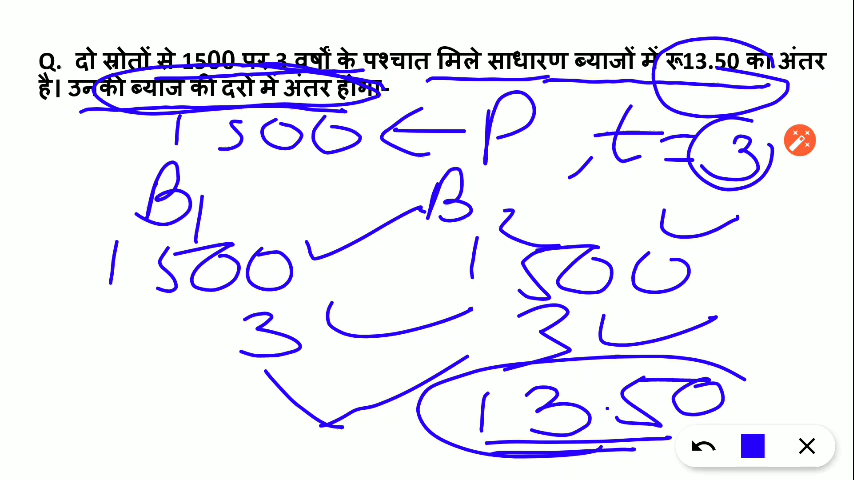 Q. दो स्रोतों से 1500 पर 3 वर्षों के पश्चात मिले साधारण ब्याजों में रू13.50 का अंतर
है। उनकी ब्याज की दरों में अंतर होगा-
1500 ← P , t = 3
B1 B2
1500 1500
3 3
13.50